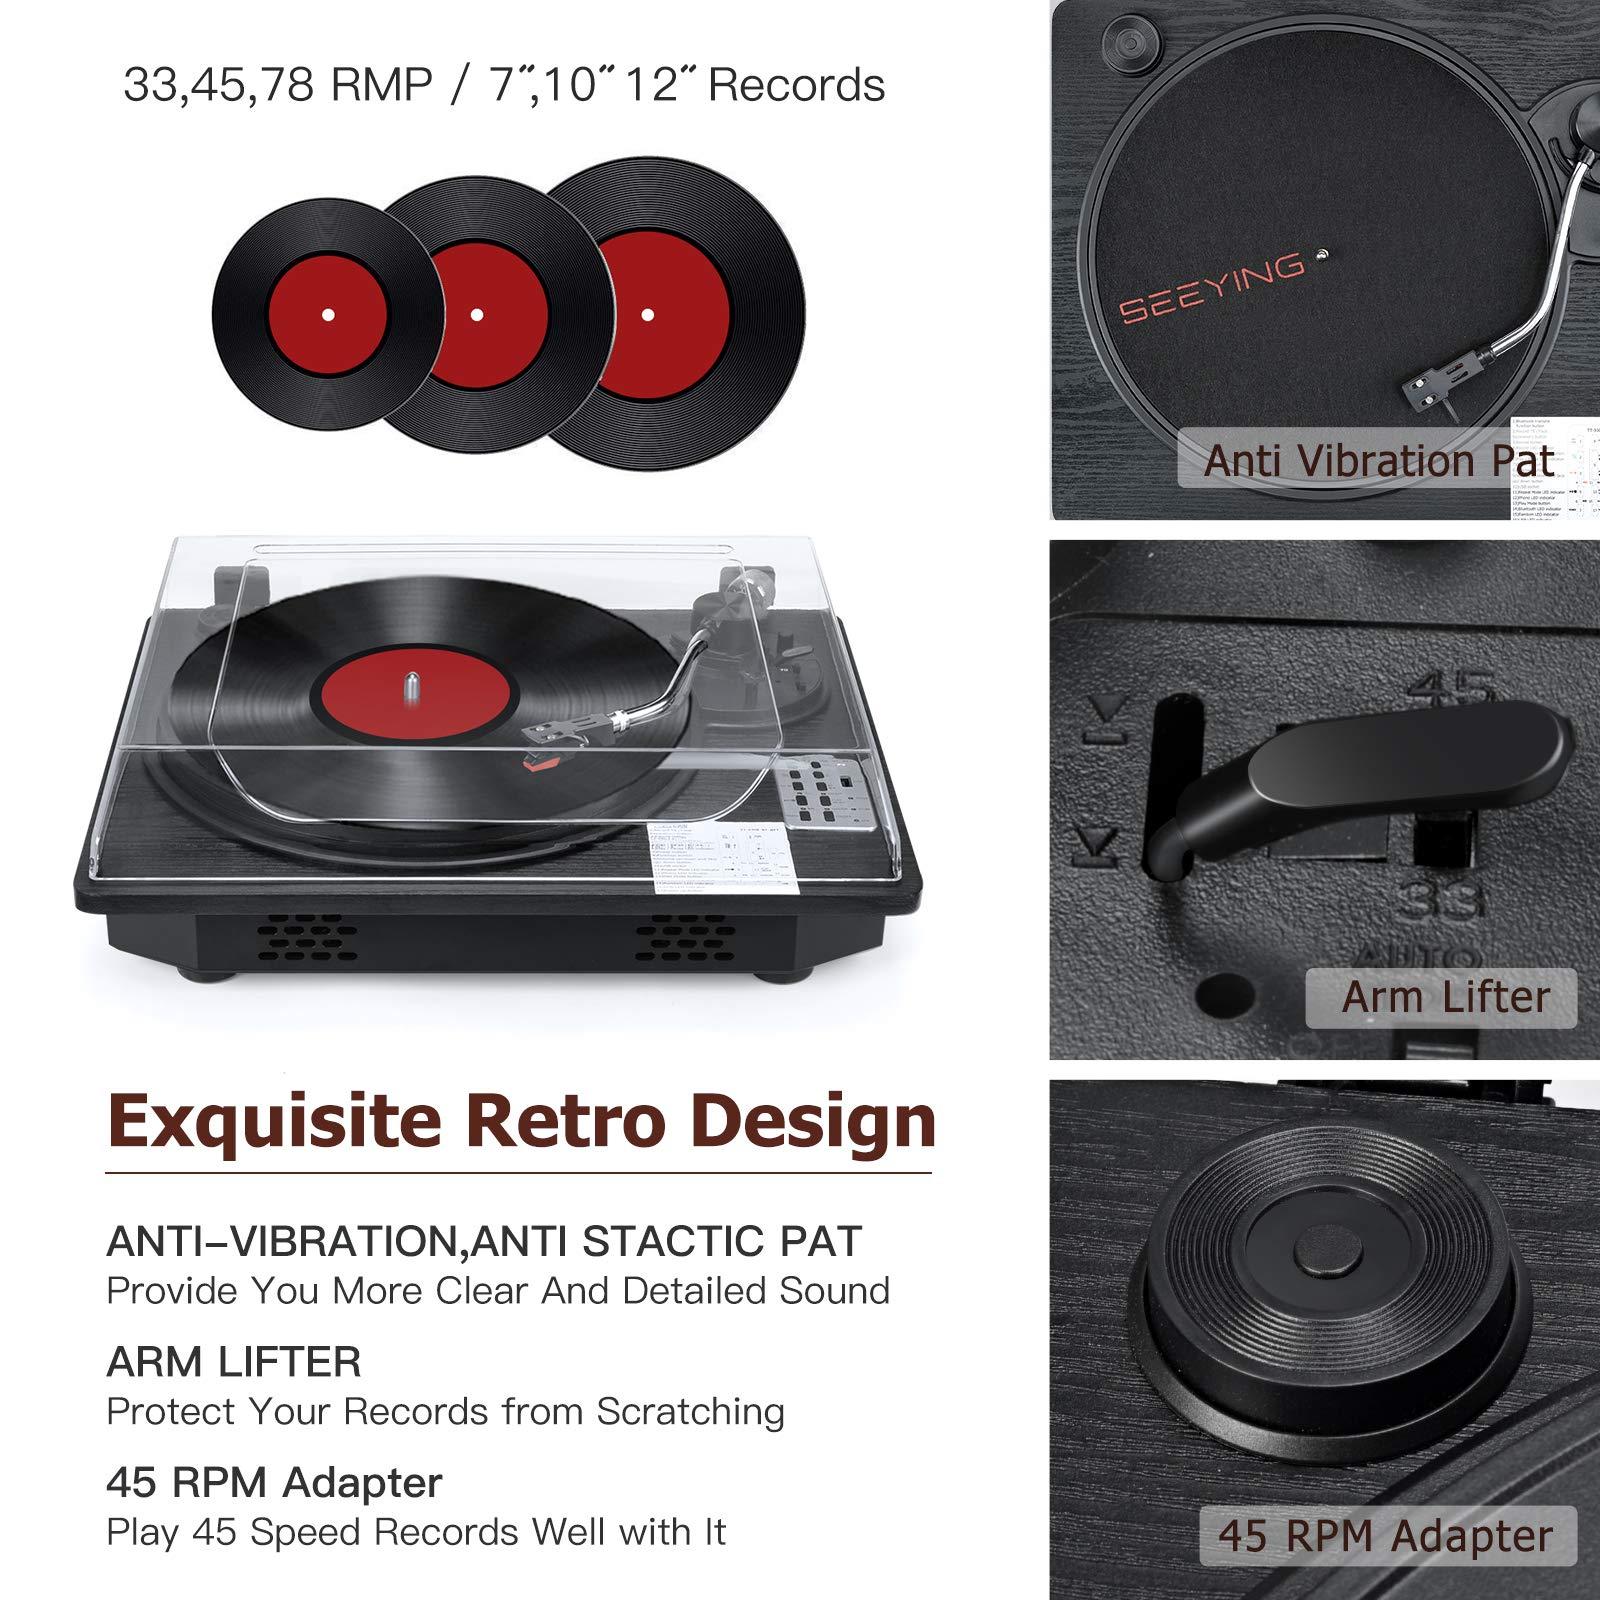 33,45,78 RMP / 7″,10″12″Records
SEEYING
Anti Vibration Pat
45
33
AUTO
Arm Lifter
Exquisite Retro Design
ANTI-VIBRATION,ANTI STACTIC PAT
Provide You More Clear And Detailed Sound
ARM LIFTER
Protect Your Records from Scratching
45 RPM Adapter
Play 45 Speed Records Well with It
45 RPM Adapter